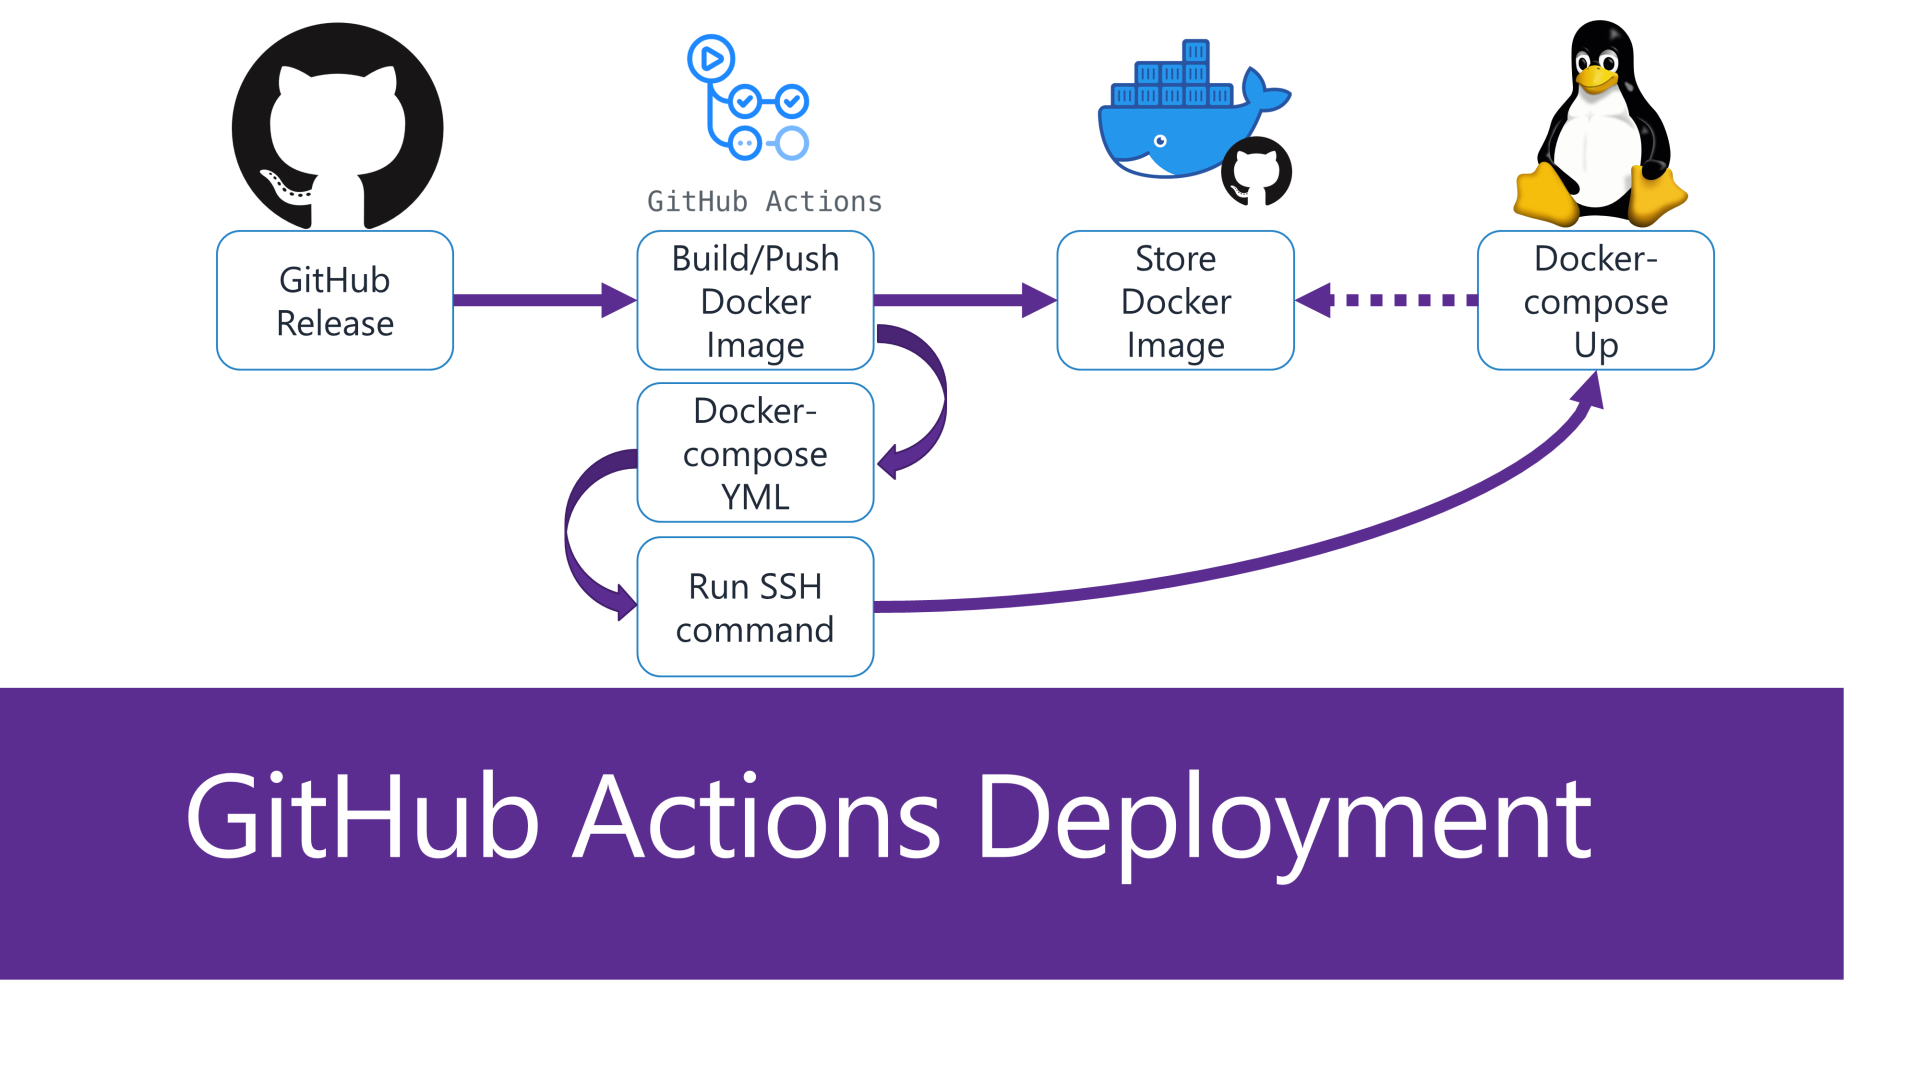 GitHub Actions
GitHub
Release
Build/Push
Docker
Image
Store
Docker
Image
Docker-
compose
Up
Docker-
compose
YML
Run SSH
command
GitHub Actions Deployment